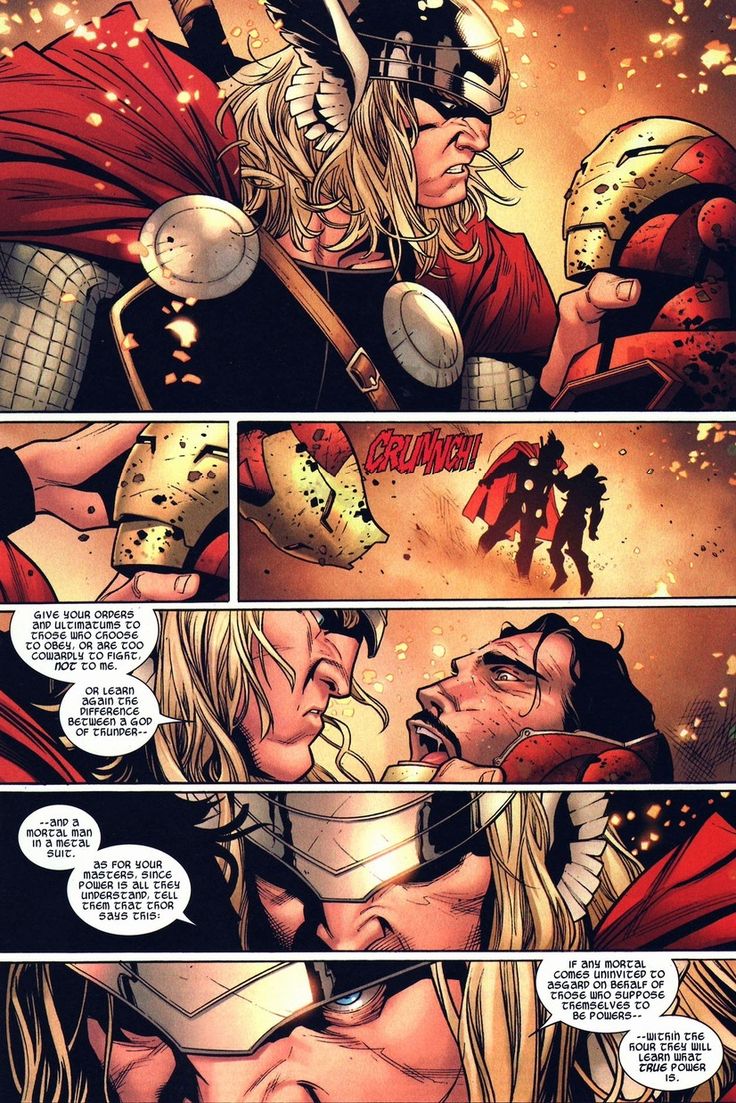 CRUNNCH!
GIVE YOUR ORDERS
AND ULTIMATUMS TO
THOSE WHO CHOOSE
TO OBEY, OR ARE TOO
COWARDLY TO FIGHT,
NOT TO ME.
OR LEARN
AGAIN THE
DIFFERENCE
BETWEEN A GOD
OF THUNDER--
--AND A
MORTAL MAN
IN A METAL
SUIT.
AS FOR YOUR
MASTERS, SINCE
POWER IS ALL THEY
UNDERSTAND, TELL
THEM THAT THOR
SAYS THIS:
IF ANY MORTAL
COMES UNINVITED TO
ASGARD ON BEHALF OF
THOSE WHO SUPPOSE
THEMSELVES TO
BE POWERS--
--WITHIN THE
HOUR THEY WILL
LEARN WHAT
TRUE POWER
IS.